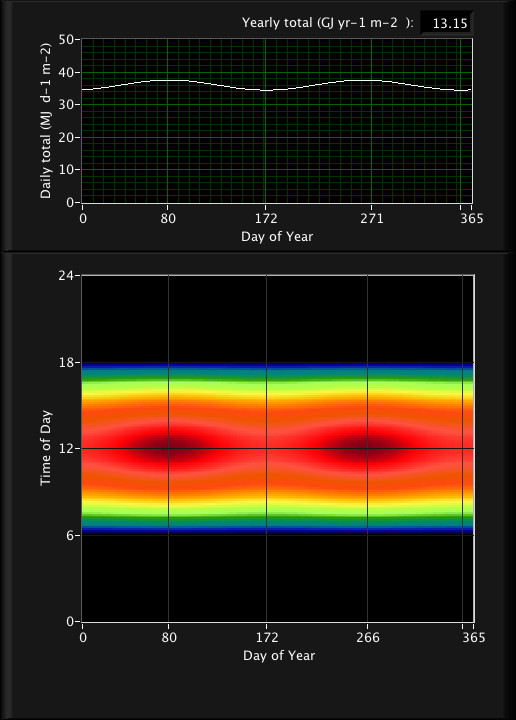 Yearly total (GJ yr-1 m-2 ): 13.15
50
40
30
20
10
0
Daily total (MJ d-1 m-2)
0 80 172 271 365
Day of Year
24
18
12
6
0
Time of Day
0 80 172 266 365
Day of Year